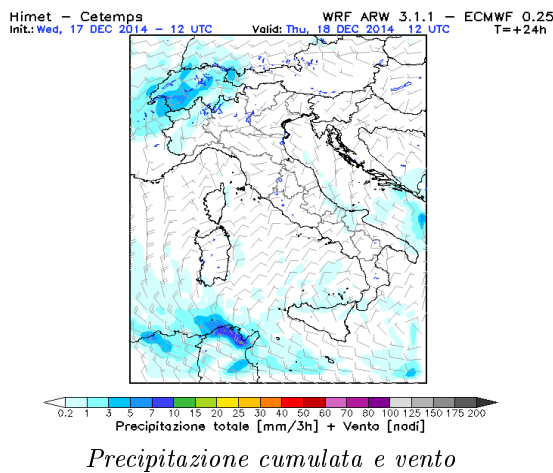 Himet – Cetemps WRF ARW 3.1.1 – ECMWF 0.25
Init.: Wed, 17 DEC 2014 – 12 UTC Valid: Thu, 18 DEC 2014 12 UTC T=+24h
0.2 1 2 3 5 7 10 15 20 25 30 40 50 60 70 80 100 125 150 175 200
Precipitazione totale [mm/3h] + Vento [nodi]
Precipitazione cumulata e vento